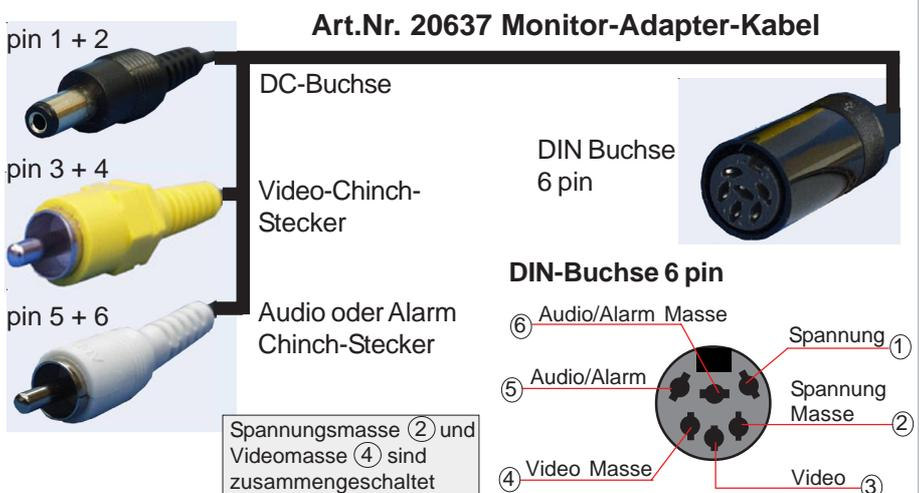 Art.Nr. 20637 Monitor-Adapter-Kabel
pin 1 + 2
DC-Buchse
DIN Buchse
6 pin
pin 3 + 4
Video-Chinch-
Stecker
pin 5 + 6
Audio oder Alarm
Chinch-Stecker
Spannungsmasse 2 und
Videomasse 4 sind
zusammengeschaltet
DIN-Buchse 6 pin
6 Audio/Alarm Masse
Spannung 1
5 Audio/Alarm
Spannung
Masse 2
4 Video Masse
Video 3